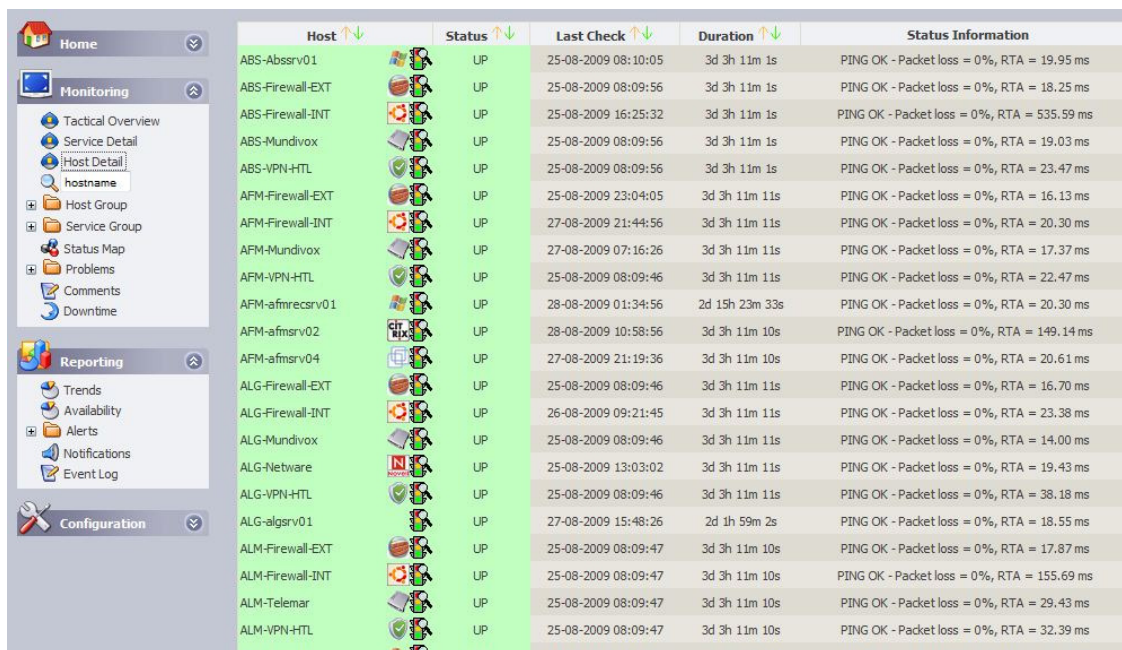 Home
Monitoring
Tactical Overview
Service Detail
Host Detail
hostname
Host Group
Service Group
Status Map
Problems
Comments
Downtime
Reporting
Trends
Availability
Alerts
Notifications
Event Log
Configuration
Host Status Last Check Duration Status Information
ABS-Abssrv01 UP 25-08-2009 08:10:05 3d 3h 11m 1s PING OK - Packet loss = 0%, RTA = 19.95 ms
ABS-Firewall-EXT UP 25-08-2009 08:09:56 3d 3h 11m 1s PING OK - Packet loss = 0%, RTA = 18.25 ms
ABS-Firewall-INT UP 25-08-2009 16:25:32 3d 3h 11m 1s PING OK - Packet loss = 0%, RTA = 535.59 ms
ABS-Mundivox UP 25-08-2009 08:09:56 3d 3h 11m 1s PING OK - Packet loss = 0%, RTA = 19.03 ms
ABS-VPN-HTL UP 25-08-2009 08:09:56 3d 3h 11m 1s PING OK - Packet loss = 0%, RTA = 23.47 ms
AFM-Firewall-EXT UP 25-08-2009 23:04:05 3d 3h 11m 11s PING OK - Packet loss = 0%, RTA = 16.13 ms
AFM-Firewall-INT UP 27-08-2009 21:44:56 3d 3h 11m 11s PING OK - Packet loss = 0%, RTA = 20.30 ms
AFM-Mundivox UP 27-08-2009 07:16:26 3d 3h 11m 11s PING OK - Packet loss = 0%, RTA = 17.37 ms
AFM-VPN-HTL UP 25-08-2009 08:09:46 3d 3h 11m 11s PING OK - Packet loss = 0%, RTA = 22.47 ms
AFM-afmrecsrv01 UP 28-08-2009 01:34:56 2d 15h 23m 33s PING OK - Packet loss = 0%, RTA = 20.30 ms
AFM-afmsrv02 CITRIX UP 28-08-2009 10:58:56 3d 3h 11m 10s PING OK - Packet loss = 0%, RTA = 149.14 ms
AFM-afmsrv04 UP 27-08-2009 21:19:36 3d 3h 11m 10s PING OK - Packet loss = 0%, RTA = 20.61 ms
ALG-Firewall-EXT UP 25-08-2009 08:09:46 3d 3h 11m 11s PING OK - Packet loss = 0%, RTA = 16.70 ms
ALG-Firewall-INT UP 26-08-2009 09:21:45 3d 3h 11m 11s PING OK - Packet loss = 0%, RTA = 23.38 ms
ALG-Mundivox UP 25-08-2009 08:09:46 3d 3h 11m 11s PING OK - Packet loss = 0%, RTA = 14.00 ms
ALG-Netware N Novell UP 25-08-2009 13:03:02 3d 3h 11m 11s PING OK - Packet loss = 0%, RTA = 19.43 ms
ALG-VPN-HTL UP 25-08-2009 08:09:46 3d 3h 11m 11s PING OK - Packet loss = 0%, RTA = 38.18 ms
ALG-algsrv01 UP 27-08-2009 15:48:26 2d 1h 59m 2s PING OK - Packet loss = 0%, RTA = 18.55 ms
ALM-Firewall-EXT UP 25-08-2009 08:09:47 3d 3h 11m 10s PING OK - Packet loss = 0%, RTA = 17.87 ms
ALM-Firewall-INT UP 25-08-2009 08:09:47 3d 3h 11m 10s PING OK - Packet loss = 0%, RTA = 155.69 ms
ALM-Telemar UP 25-08-2009 08:09:47 3d 3h 11m 10s PING OK - Packet loss = 0%, RTA = 29.43 ms
ALM-VPN-HTL UP 25-08-2009 08:09:47 3d 3h 11m 10s PING OK - Packet loss = 0%, RTA = 32.39 ms